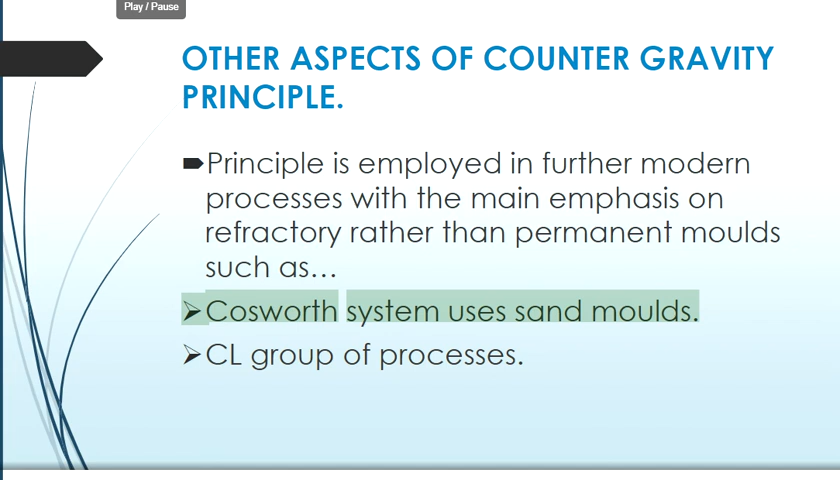 Play / Pause
OTHER ASPECTS OF COUNTER GRAVITY
PRINCIPLE.
Principle is employed in further modern
processes with the main emphasis on
refractory rather than permanent moulds
such as…
➢Cosworth system uses sand moulds.
➢CL group of processes.